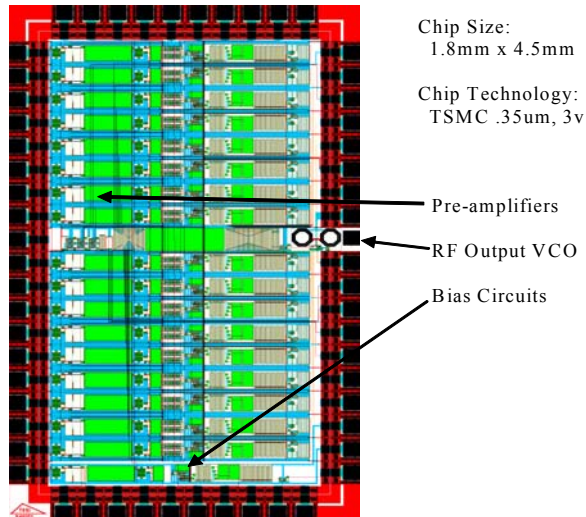 Chip Size:
1.8mm x 4.5mm
Chip Technology:
TSMC .35um, 3v
Pre-amplifiers
RF Output VCO
Bias Circuits